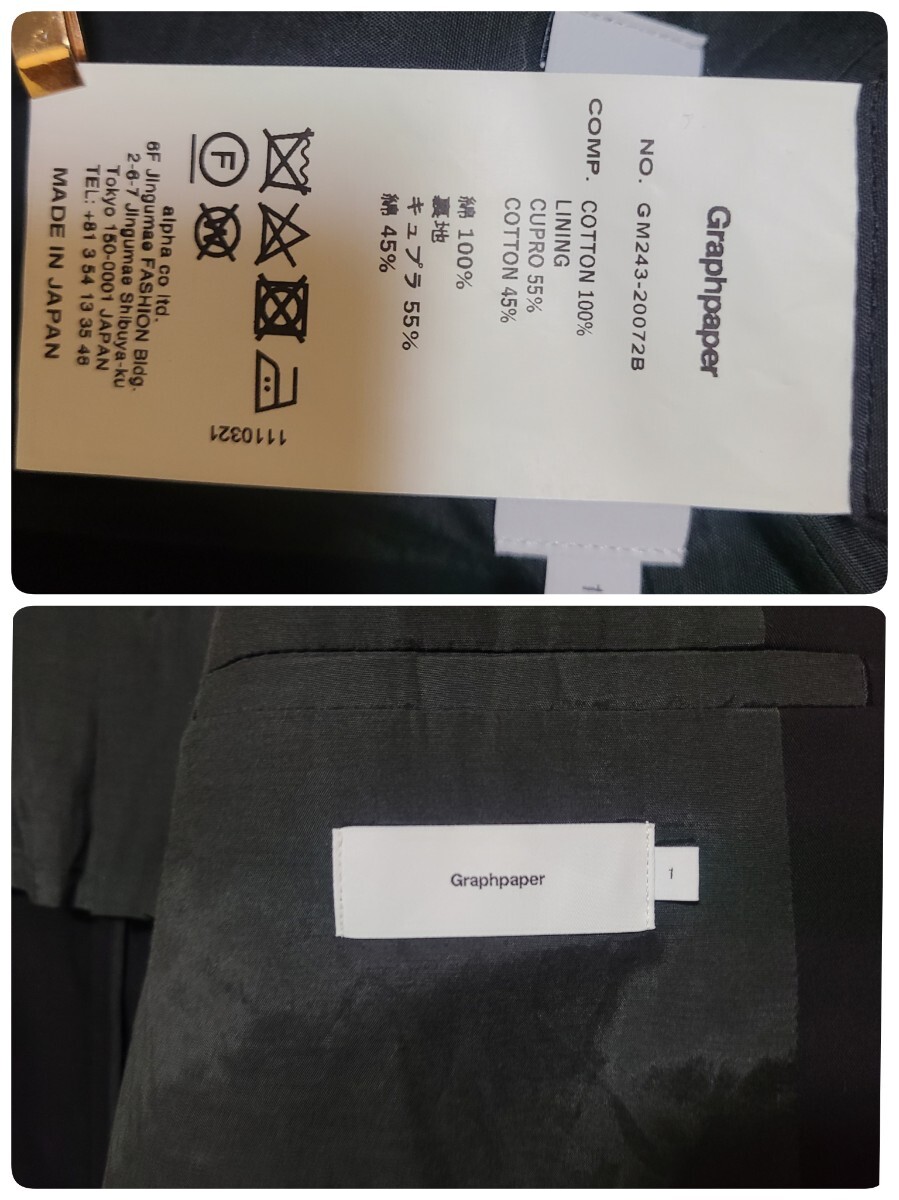 Graphpaper
NO. GM243-20072B
COMP. COTTON 100%
LINING
CUPRO 55%
COTTON 45%
綿 100%
裏地
キュプラ 55%
綿 45%
F
W
1110321
alpha co ltd.
6F Jingumae FASHION Bldg.
2-6-7 Jingumae Shibuya-ku
Tokyo 150-0001 JAPAN
TEL: +81 3 54 13 35 48
MADE IN JAPAN
1
Graphpaper
1